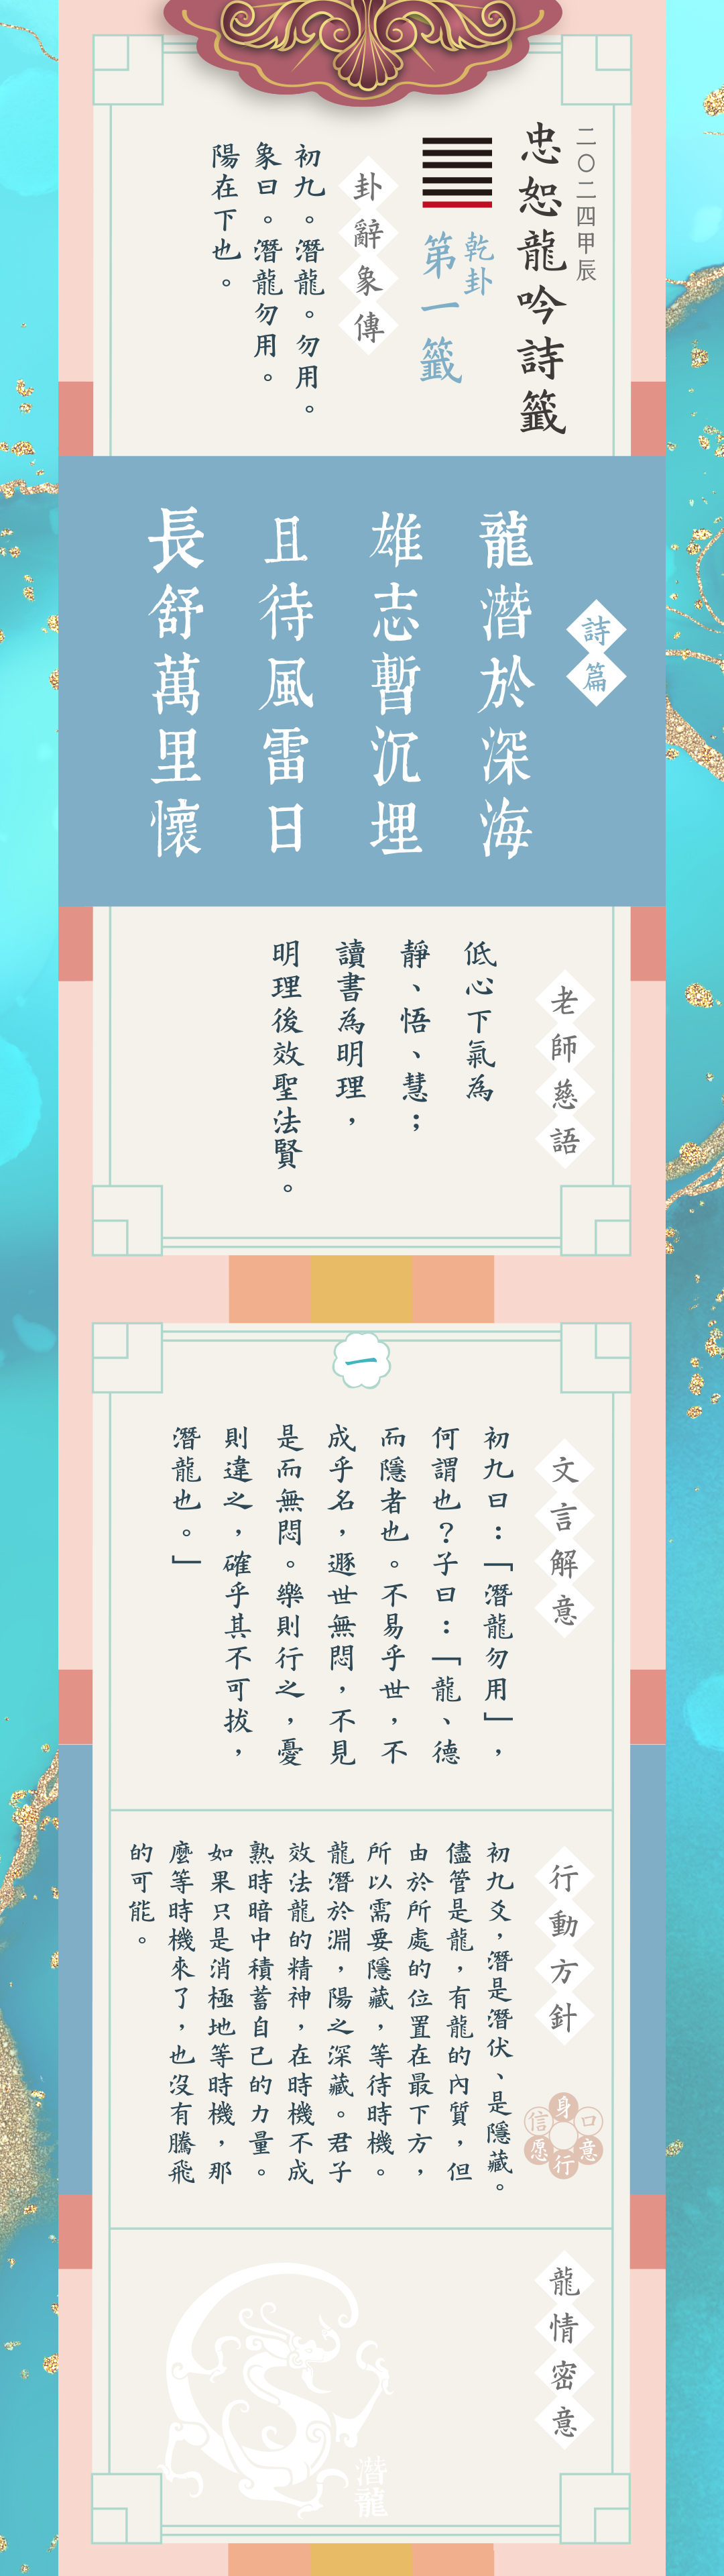 二〇二四甲辰
忠恕龍吟詩籤
乾卦
第一籤
卦辭象傳
初九。潛龍。勿用。
象曰。潛龍勿用。
陽在下也。
詩篇
龍潛於深海
雄志暫沉埋
且待風雷日
長舒萬里懷
老師慈語
低心下氣為
靜、悟、慧；
讀書為明理，
明理後效聖法賢。
一
文言解意
初九曰：「潛龍勿用」，
何謂也？子曰：「龍、德
而隱者也。不易乎世，不
成乎名，遯世無悶，不見
是而無悶。樂則行之，憂
則違之，確乎其不可拔，
潛龍也。」
行動方針
身口意行愿信
初九爻，潛是潛伏、是隱藏。
儘管是龍，有龍的內質，但
由於所處的位置在最下方，
所以需要隱藏，等待時機。
龍潛於淵，陽之深藏。君子
效法龍的精神，在時機不成
熟時暗中積蓄自己的力量。
如果只是消極地等時機，那
麼等時機來了，也沒有騰飛
的可能。
龍情密意
潛龍